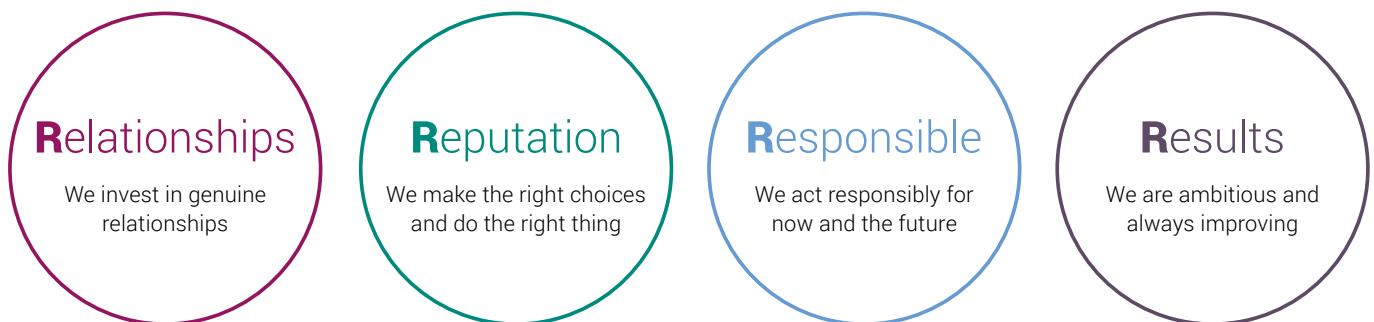 Relationships
We invest in genuine
relationships
Reputation
We make the right choices
and do the right thing
Responsible
We act responsibly for
now and the future
Results
We are ambitious and
always improving